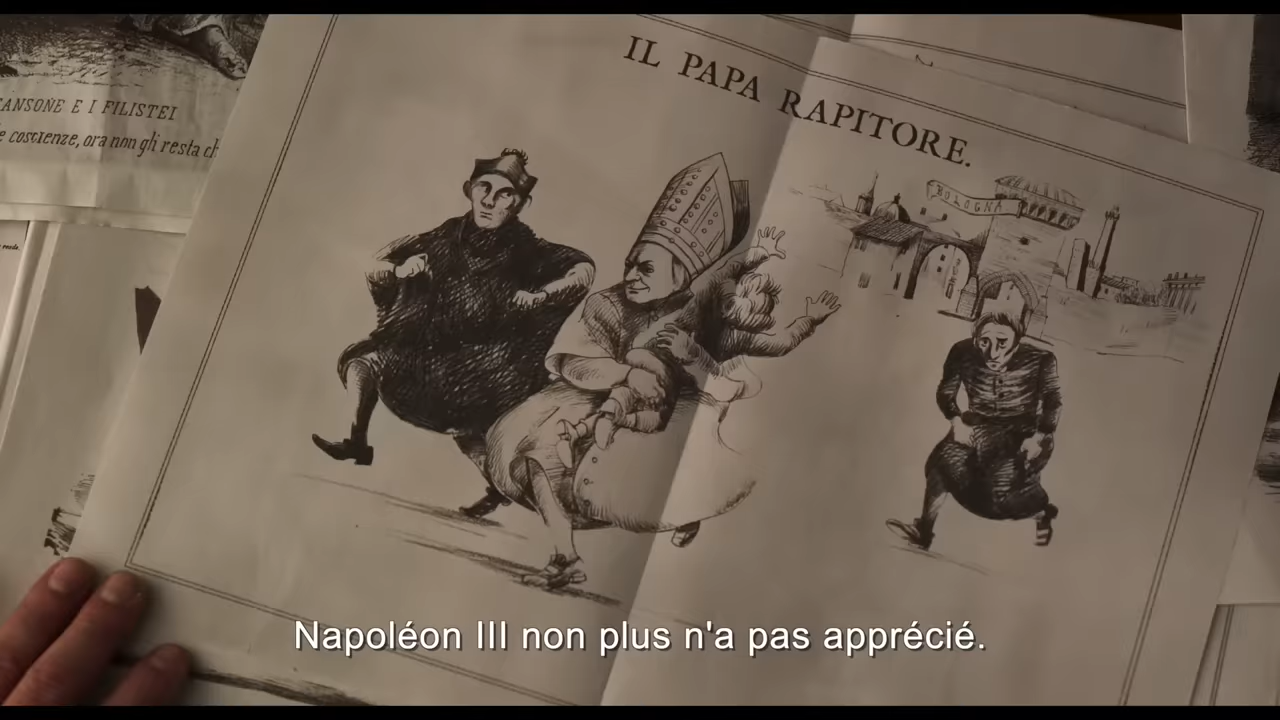 IL PAPA RAPITORE.
ANSONE E I FILISTEI
e coscienze, ora non gli resta ch
BOLOGNA
Napoléon III non plus n'a pas apprécié.